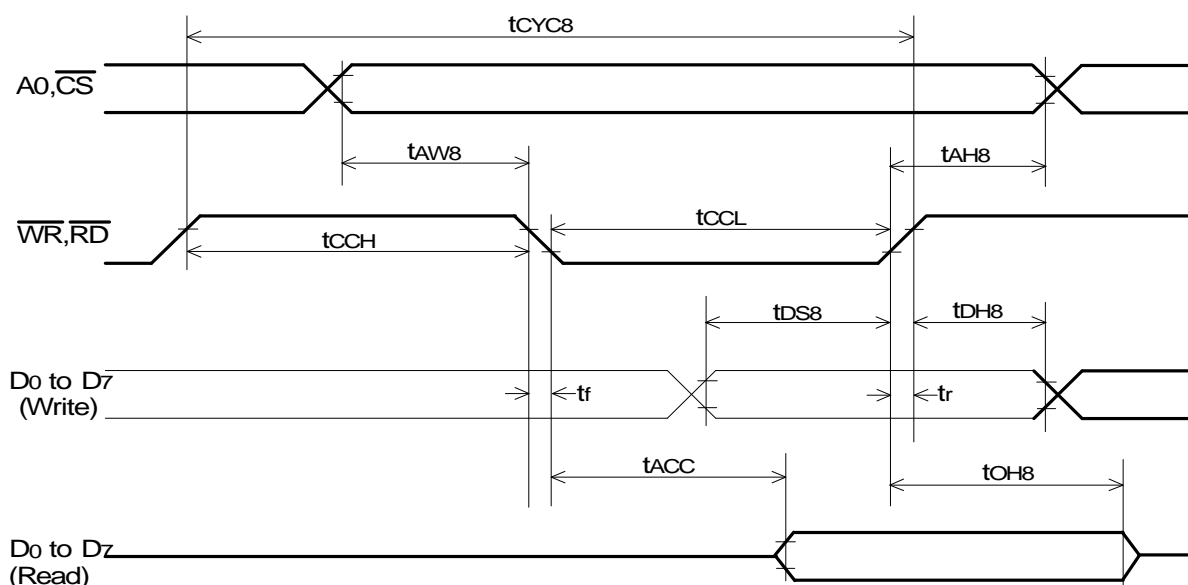 tCYC8
A0,CS
tAW8
tAH8
WR,RD
tCCL
tCCH
tDS8
tDH8
D0 to D7
(Write)
tf
tr
tACC
tOH8
D0 to D7
(Read)